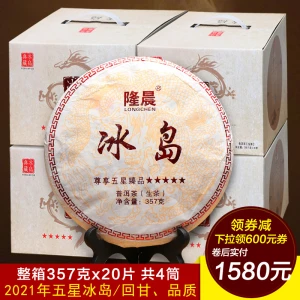 隆晨
LONGCHEN
冰岛
尊享五星臻品★★★★★
普洱茶(生茶)
净含量:357克
领券减
下拉领600元券
卷后实付
1580元
整箱357克x20片 共4筒
2021年五星冰岛/回甘、品质